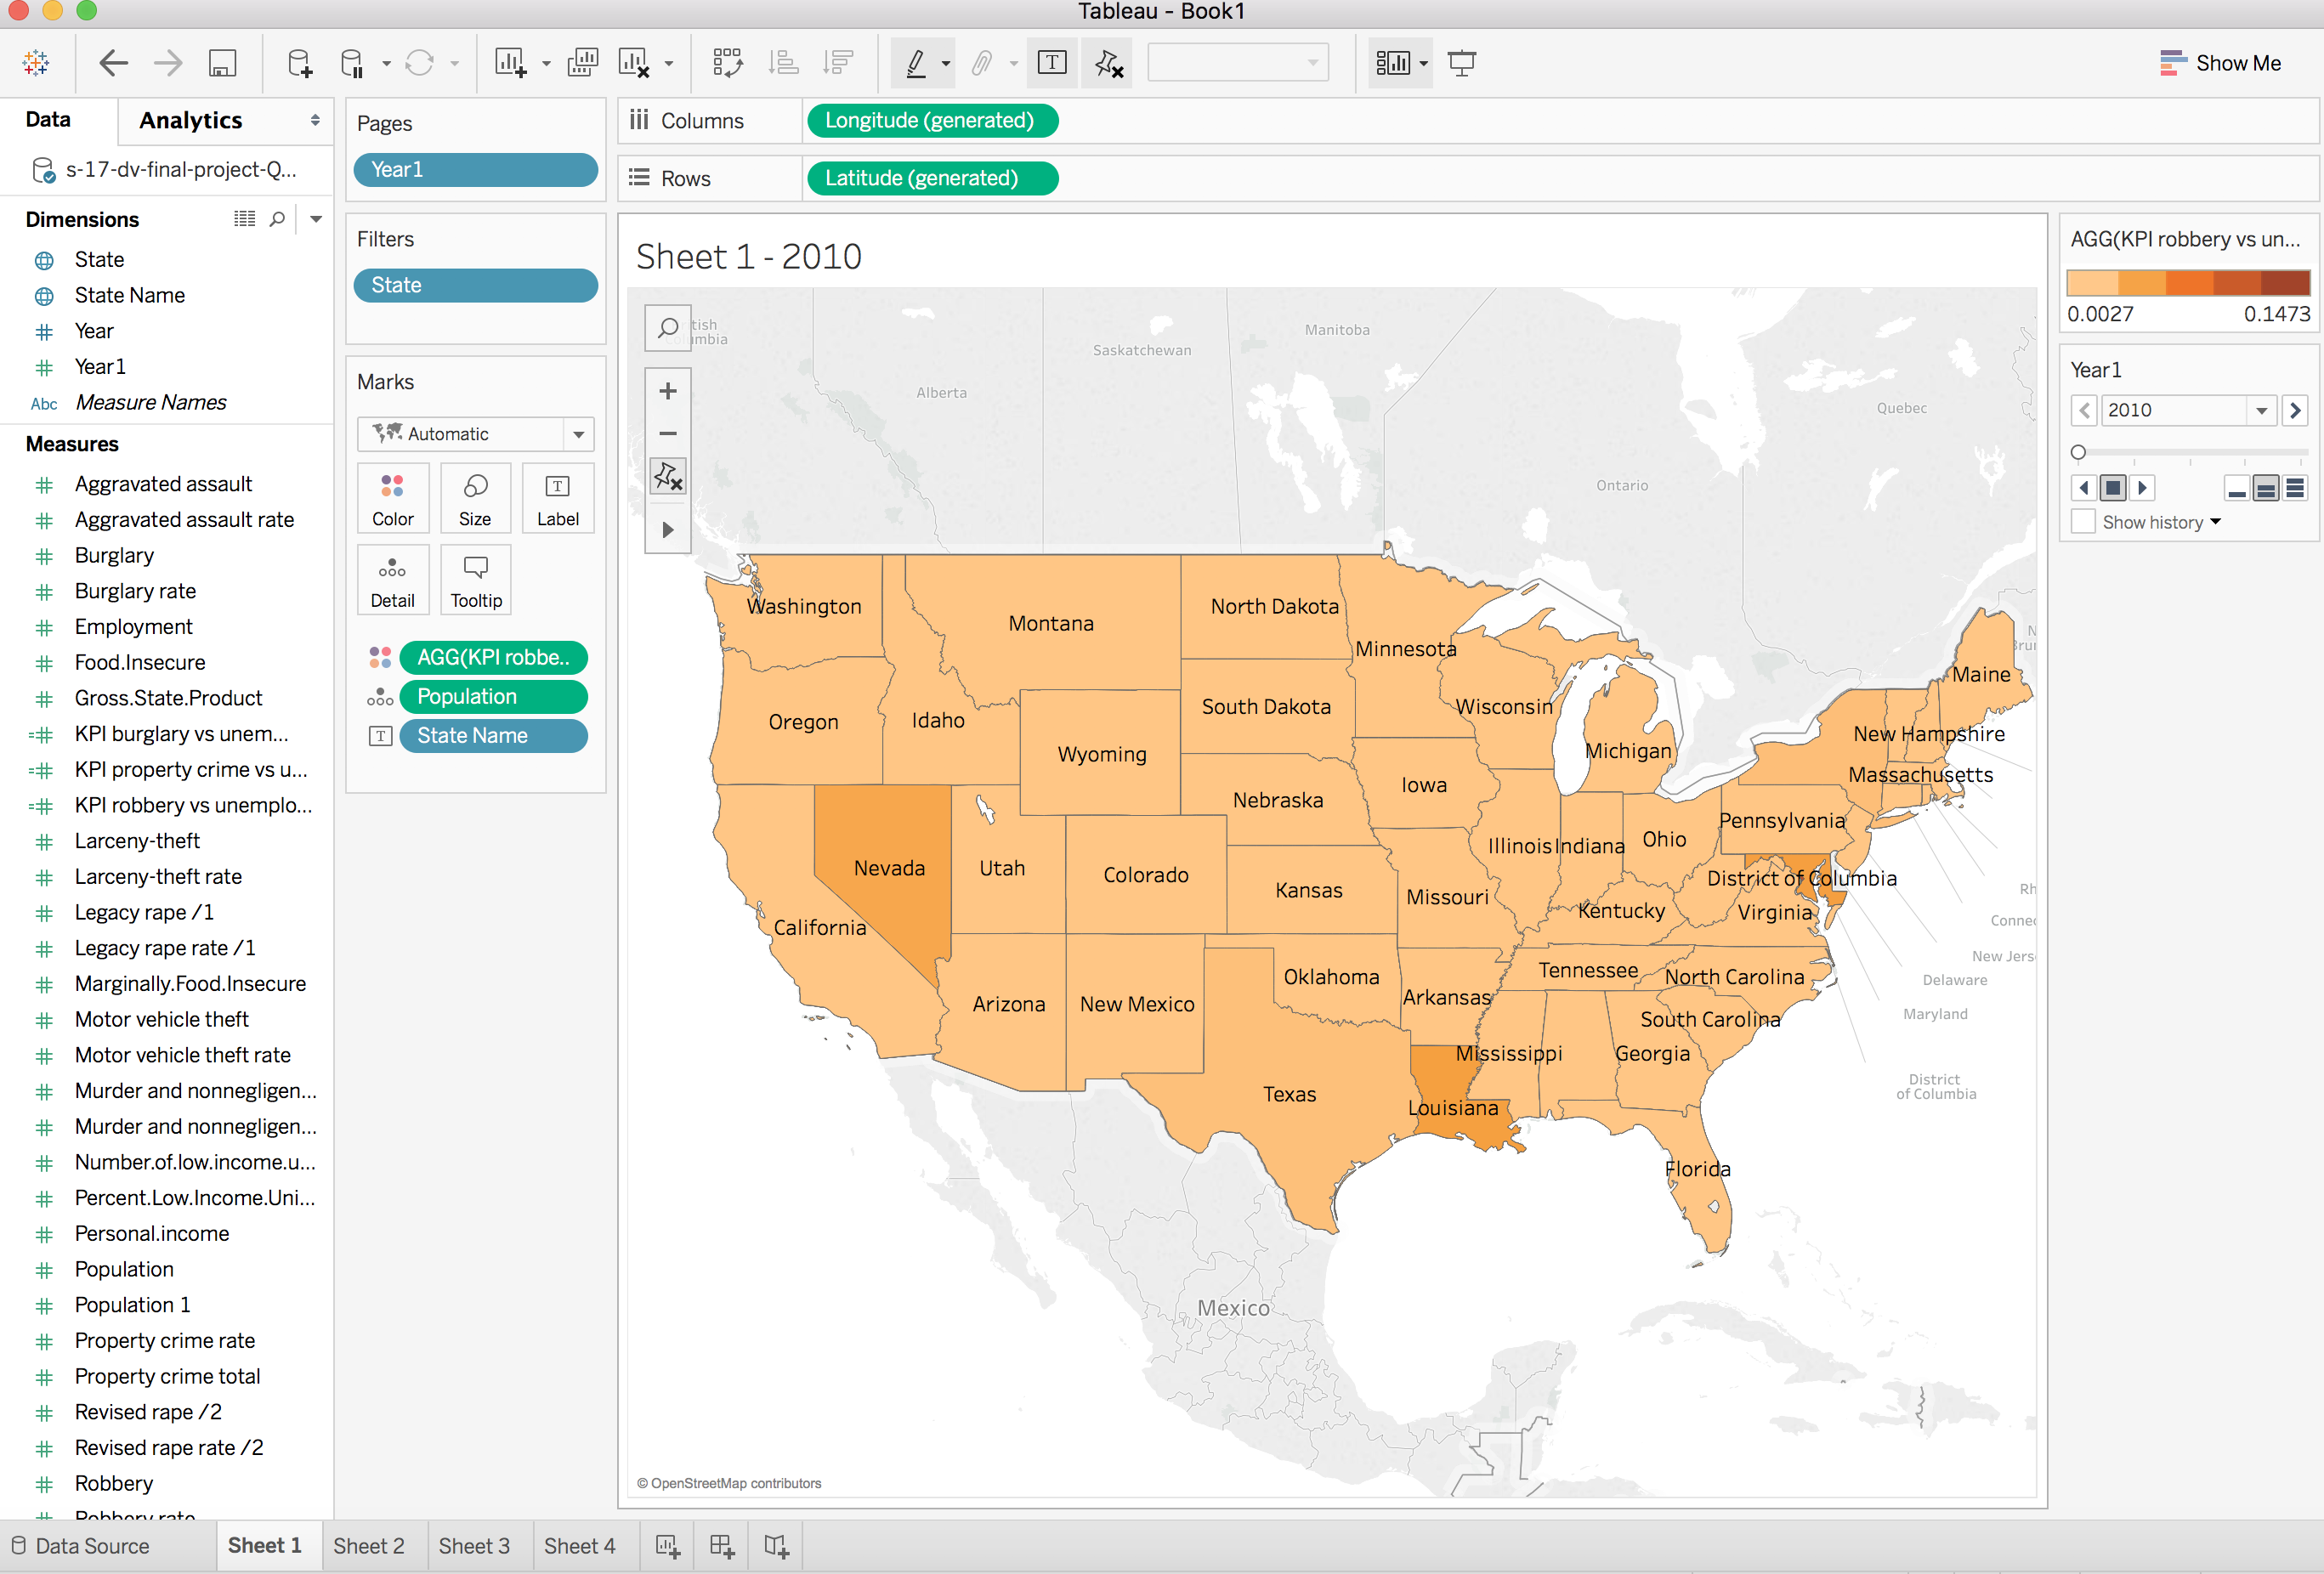 Tableau - Book1
Show Me
Data
Analytics
s-17-dv-final-project-Q...
Dimensions
State
State Name
Year
Year1
Abc Measure Names
Measures
Aggravated assault
Aggravated assault rate
Burglary
Burglary rate
Employment
Food.Insecure
Gross.State.Product
KPI burglary vs unem...
KPI property crime vs u...
KPI robbery vs unemplo...
Larceny-theft
Larceny-theft rate
Legacy rape /1
Legacy rape rate /1
Marginally.Food.Insecure
Motor vehicle theft
Motor vehicle theft rate
Murder and nonnegligen...
Murder and nonnegligen...
Number.of.low.income.u...
Percent.Low.Income.Uni...
Personal.income
Population
Population 1
Property crime rate
Property crime total
Revised rape /2
Revised rape rate /2
Robbery
Robbery rate
Pages
Year1
Filters
State
Marks
Automatic
Color
Size
Label
Detail
Tooltip
AGG(KPI robbe..
Population
State Name
Columns
Longitude (generated)
Rows
Latitude (generated)
Sheet 1 - 2010
tish
mbia
Alberta
Saskatchewan
Manitoba
Ontario
Quebec
Washington
Montana
North Dakota
Minnesota
Maine
Oregon
Idaho
South Dakota
Wisconsin
Wyoming
Michigan
New Hampshire
Massachusetts
Iowa
Nebraska
Pennsylvania
Illinois
Indiana
Ohio
Nevada
Utah
Colorado
Kansas
Missouri
District of Columbia
Kentucky
Virginia
California
Rh
Connec
New Jers
Delaware
Maryland
District
of Columbia
Oklahoma
Tennessee
North Carolina
Arizona
New Mexico
Arkansas
South Carolina
Mississippi
Georgia
Texas
Louisiana
Florida
Mexico
© OpenStreetMap contributors
AGG(KPI robbery vs un...
0.0027
0.1473
Year1
2010
Show history
Data Source
Sheet 1
Sheet 2
Sheet 3
Sheet 4